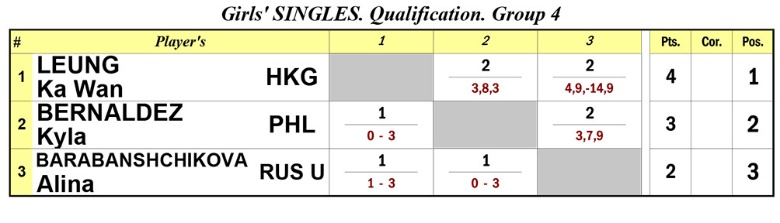 Girls' SINGLES. Qualification. Group 4
# Player's 1 2 3 Pts. Cor. Pos.
1 LEUNG Ka Wan HKG 2 2 4 1
3,8,3 4,9,-14,9
2 BERNALDEZ Kyla PHL 1 2 3 2
0 - 3 3,7,9
3 BARABANSHCHIKOVA Alina RUS U 1 1 2 3
1 - 3 0 - 3